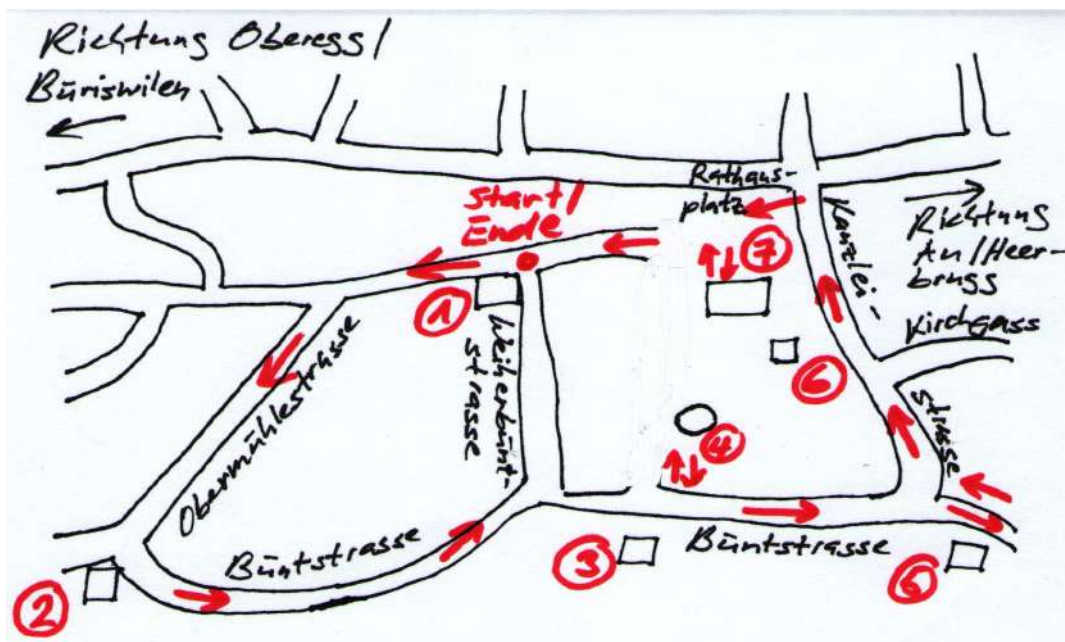 Richtung Oberegg/
Büriswilen
Rathaus-
platz
Start/
Ende
7
Kanzlei-
strasse
Richtung
Au/Heer-
brugg
Kirchgass
1
Weiherbünt-
strasse
6
Obermühlestrasse
4
Büntstrasse
3
Büntstrasse
5
2